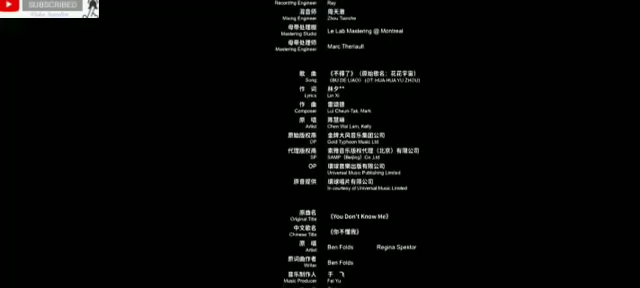 SUBSCRIBED
Recording Engineer Ray
混音师 周天澈
Mixing Engineer Zhou Tianche
母带处理棚
Mastering Studio Le Lab Mastering @ Montreal
母带处理师
Mastering Engineer Marc Theriault
歌 曲 《不得了》(原始歌名：花花宇宙)
Song 《BU DE LIAO》 (OT: HUA HUA YU ZHOU)
作 词 林夕**
Lyrics Lin Xi
作 曲 雷颂德
Composer Lui Cheun-Tak, Mark
原 唱 陈慧琳
Artist Chen Wai Lam, Kelly
原始版权商 金牌大风音乐集团公司
OP Gold Typhoon Music Ltd
代理版权商 索雅音乐版权代理（北京）有限公司
SP SAMP (Beijing) Co.,Ltd
OP 環球音樂出版有限公司
Universal Music Publishing Limited
原音提供 環球唱片有限公司
In courtesy of Universal Music Limited
原曲名
Original Title 《You Don't Know Me》
中文歌名
Chinese Title 《你不懂我》
原 唱
Artist Ben Folds Regina Spektor
原词曲作者
Writer Ben Folds
音乐制作人 于 飞
Music Producer Fei Yu